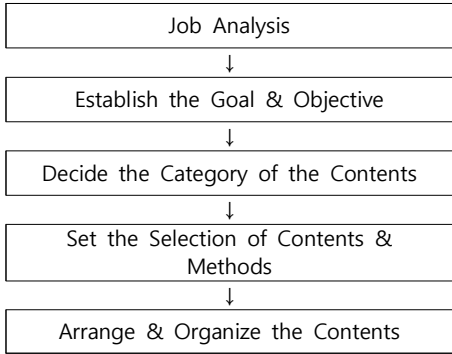 Job Analysis
↓
Establish the Goal & Objective
↓
Decide the Category of the Contents
↓
Set the Selection of Contents &
Methods
↓
Arrange & Organize the Contents